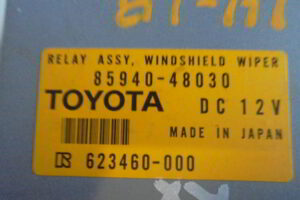 RELAY ASSY, WINDSHIELD WIPER
85940-48030
TOYOTA DC 12V
MADE IN JAPAN
623460-000